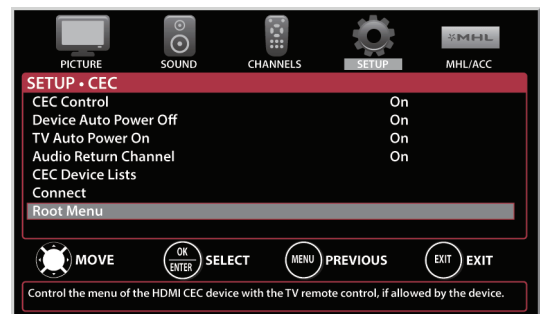 MHL
PICTURE SOUND CHANNELS SETUP MHL/ACC
SETUP • CEC
CEC Control On
Device Auto Power Off On
TV Auto Power On On
Audio Return Channel On
CEC Device Lists
Connect
Root Menu
MOVE OK ENTER SELECT MENU PREVIOUS EXIT EXIT
Control the menu of the HDMI CEC device with the TV remote control, if allowed by the device.